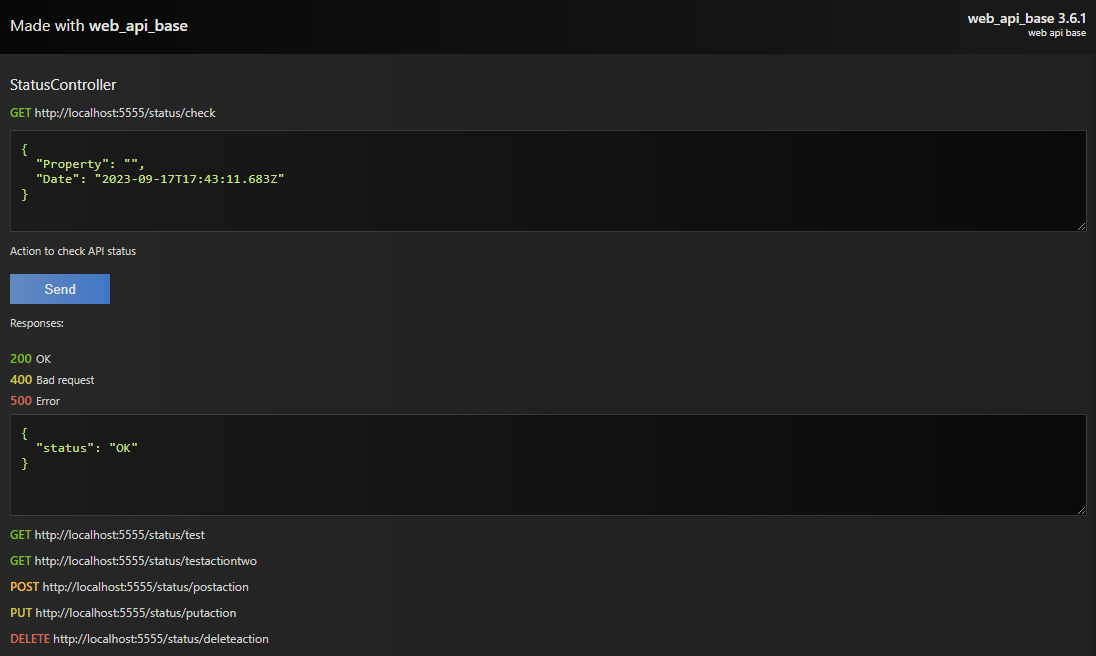 Made with web_api_base
web_api_base 3.6.1
web api base
StatusController
GET http://localhost:5555/status/check
{
  "Property": "",
  "Date": "2023-09-17T17:43:11.683Z"
}
Action to check API status
Send
Responses:
200 OK
400 Bad request
500 Error
{
  "status": "OK"
}
GET http://localhost:5555/status/test
GET http://localhost:5555/status/testactiontwo
POST http://localhost:5555/status/postaction
PUT http://localhost:5555/status/putaction
DELETE http://localhost:5555/status/deleteaction